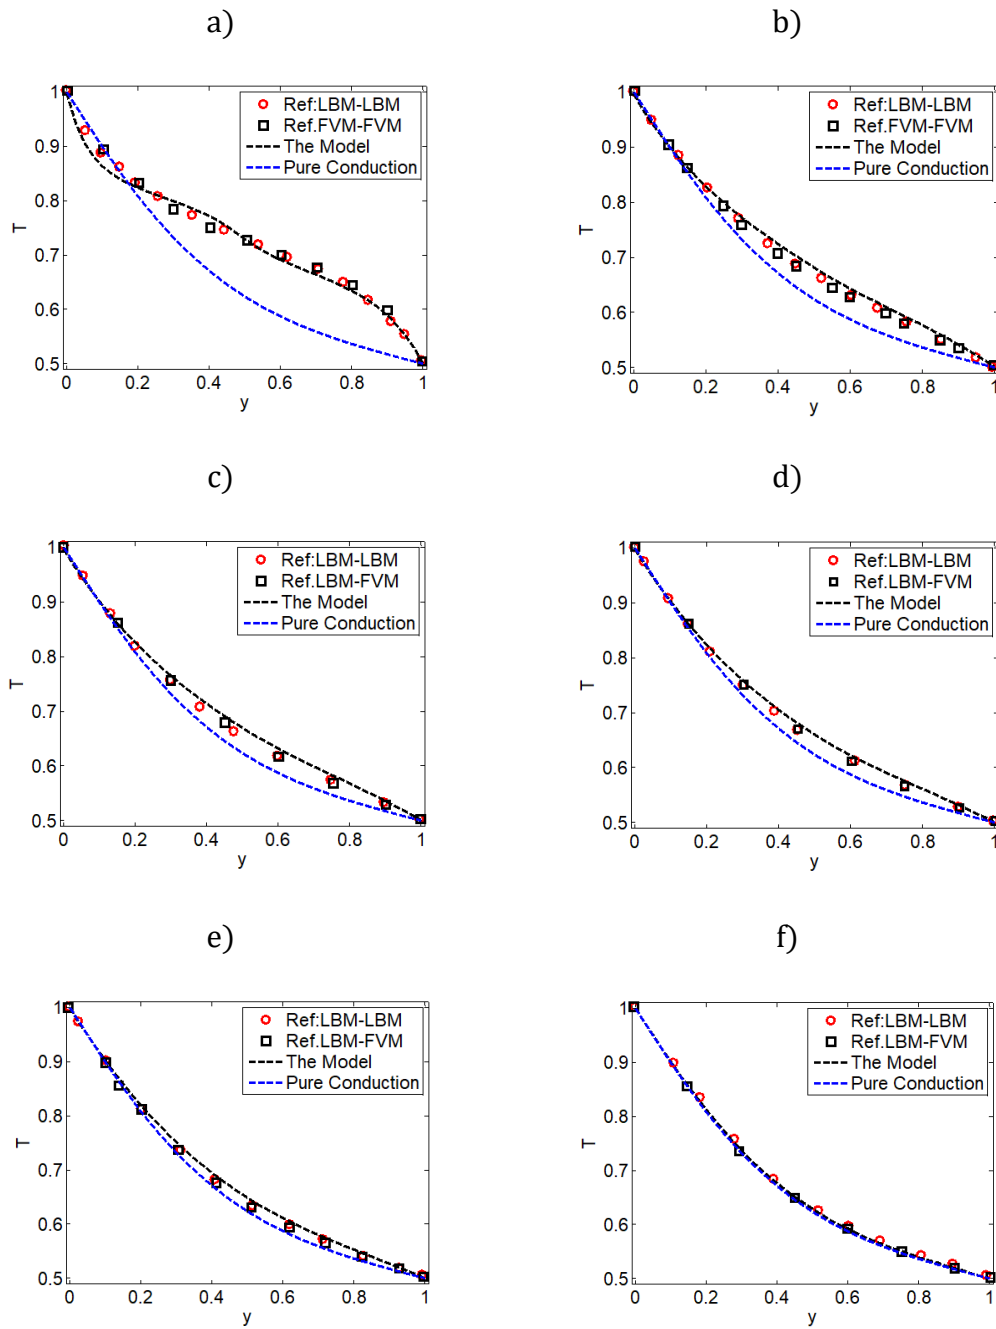 a)
1
0.9
0.8
T
0.7
0.6
0.5
0
0.2
0.4
0.6
0.8
1
y
Ref:LBM-LBM
Ref.FVM-FVM
The Model
Pure Conduction
b)
1
0.9
0.8
T
0.7
0.6
0.5
0
0.2
0.4
0.6
0.8
1
y
Ref:LBM-LBM
Ref.FVM-FVM
The Model
Pure Conduction
c)
1
0.9
0.8
T
0.7
0.6
0.5
0
0.2
0.4
0.6
0.8
1
y
Ref:LBM-LBM
Ref.LBM-FVM
The Model
Pure Conduction
d)
1
0.9
0.8
T
0.7
0.6
0.5
0
0.2
0.4
0.6
0.8
1
y
Ref:LBM-LBM
Ref.LBM-FVM
The Model
Pure Conduction
e)
1
0.9
0.8
T
0.7
0.6
0.5
0
0.2
0.4
0.6
0.8
1
y
Ref:LBM-LBM
Ref.LBM-FVM
The Model
Pure Conduction
f)
1
0.9
0.8
T
0.7
0.6
0.5
0
0.2
0.4
0.6
0.8
1
y
Ref:LBM-LBM
Ref.LBM-FVM
The Model
Pure Conduction